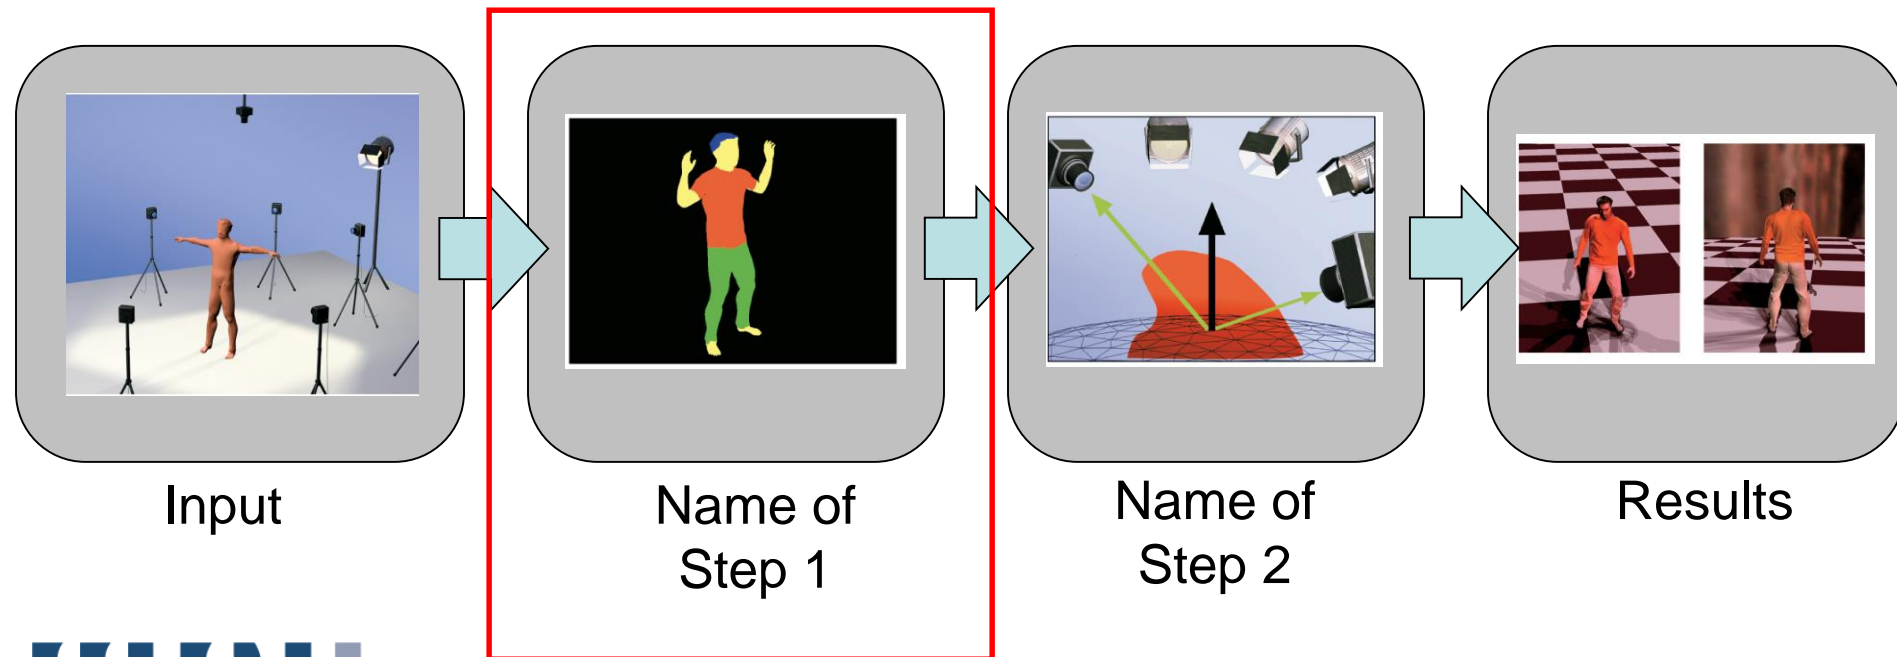 Input
Name of
Step 1
Name of
Step 2
Results